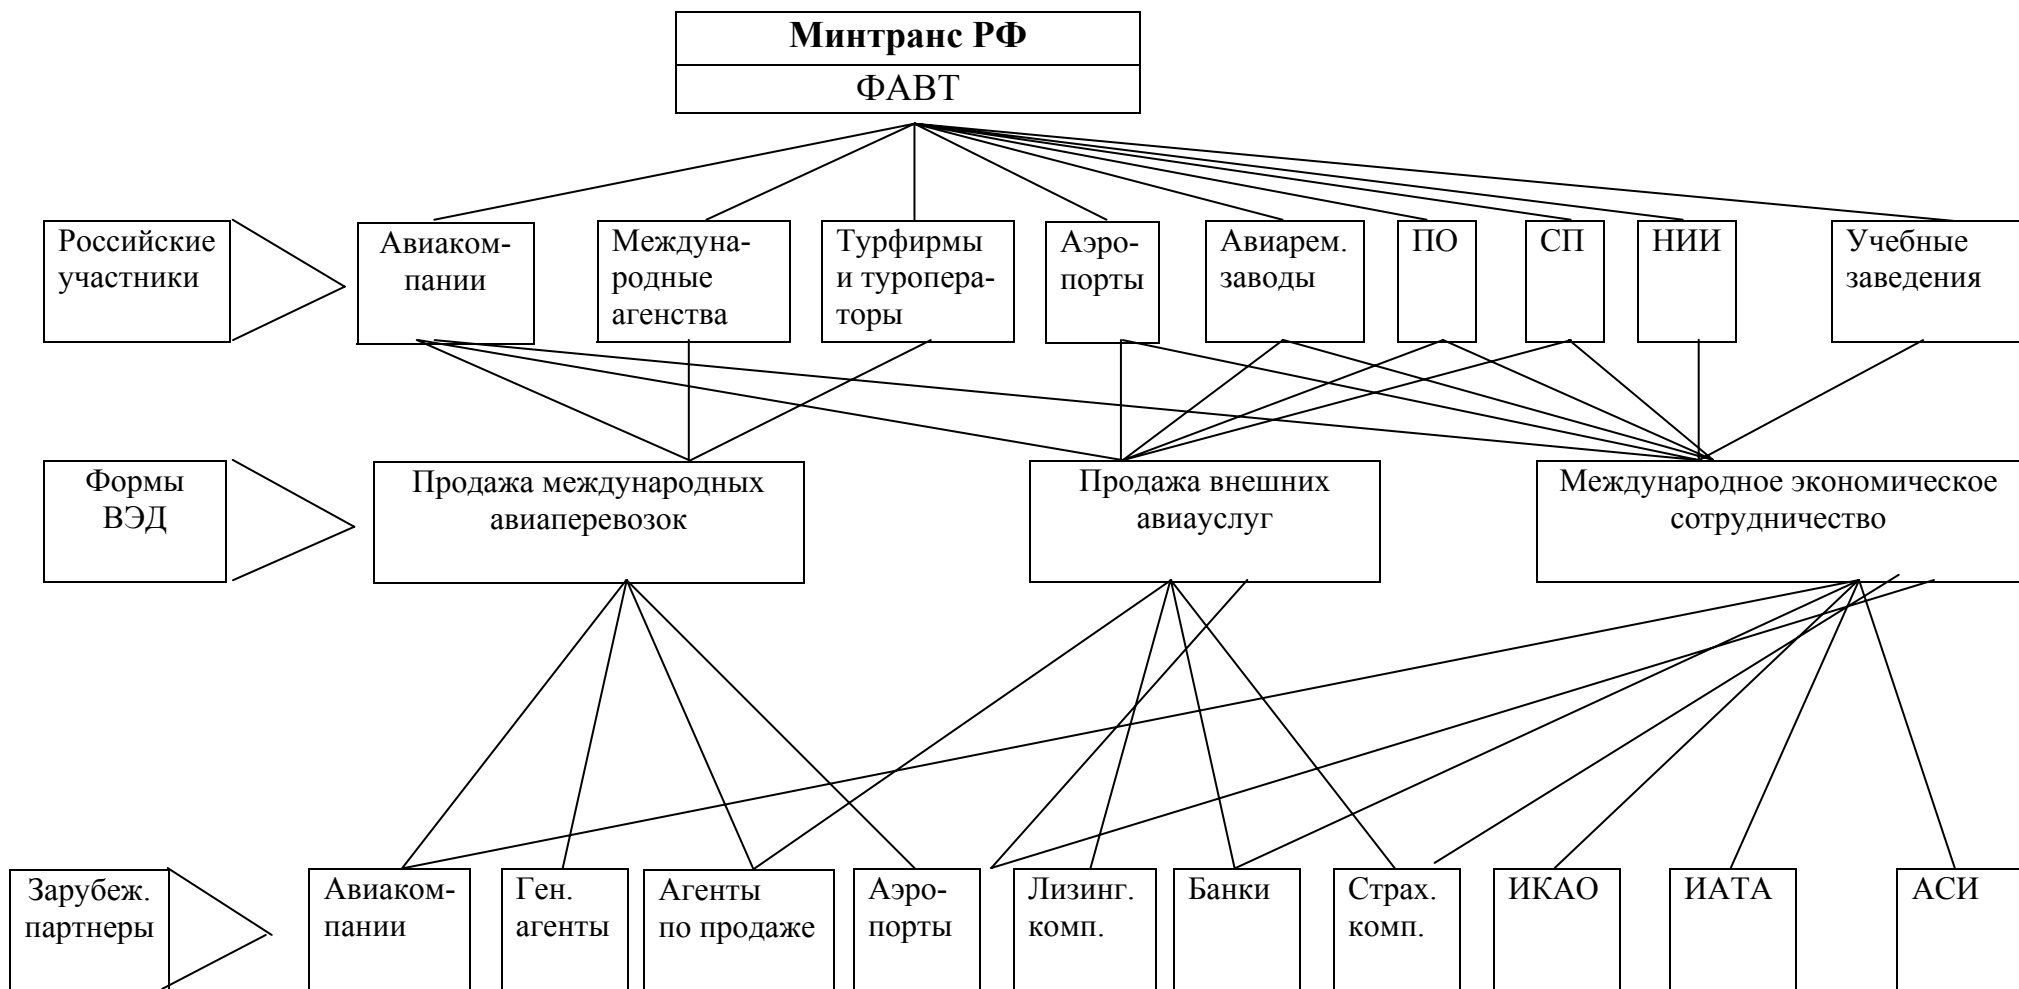 Минтранс РФ
ФАВТ
Российские
участники
Авиаком-
пании
Междуна-
родные
агенства
Турфирмы
и туропера-
торы
Аэро-
порты
Авиарем.
заводы
ПО
СП
НИИ
Учебные
заведения
Формы
ВЭД
Продажа международных
авиаперевозок
Продажа внешних
авиауслуг
Международное экономическое
сотрудничество
Зарубеж.
партнеры
Авиаком-
пании
Ген.
агенты
Агенты
по продаже
Аэро-
порты
Лизинг.
комп.
Банки
Страх.
комп.
ИКАО
ИАТА
АСИ